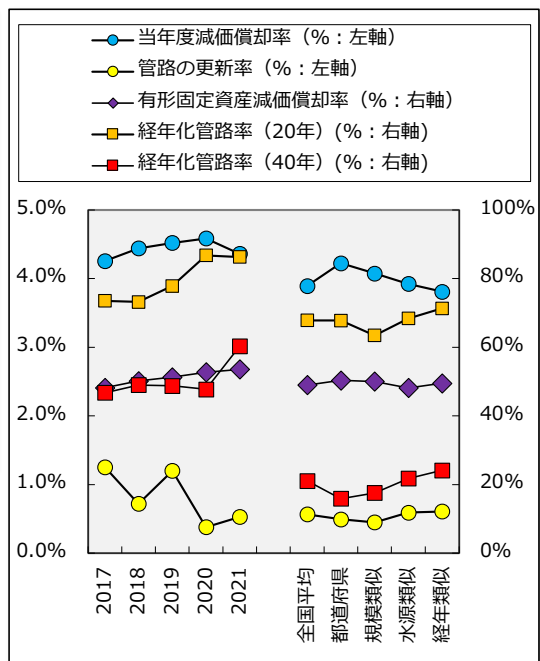 当年度減価償却率（%：左軸）
管路の更新率（%：左軸）
有形固定資産減価償却率（%：右軸）
経年化管路率（20年）(%：右軸)
経年化管路率（40年）(%：右軸)
5.0%
4.0%
3.0%
2.0%
1.0%
0.0%
100%
80%
60%
40%
20%
0%
2017
2018
2019
2020
2021
全国平均
都道府県
規模類似
水源類似
経年類似